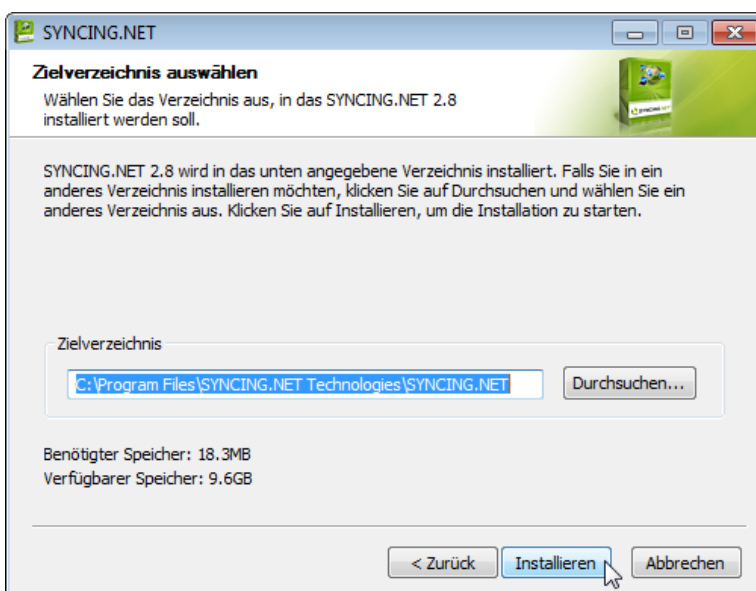 SYNCING.NET
Zielverzeichnis auswählen
Wählen Sie das Verzeichnis aus, in das SYNCING.NET 2.8
installiert werden soll.
SYNCING.NET 2.8 wird in das unten angegebene Verzeichnis installiert. Falls Sie in ein
anderes Verzeichnis installieren möchten, klicken Sie auf Durchsuchen und wählen Sie ein
anderes Verzeichnis aus. Klicken Sie auf Installieren, um die Installation zu starten.
Zielverzeichnis
C:\Program Files\SYNCING.NET Technologies\SYNCING.NET
Durchsuchen...
Benötigter Speicher: 18.3MB
Verfügbarer Speicher: 9.6GB
< Zurück
Installieren
Abbrechen